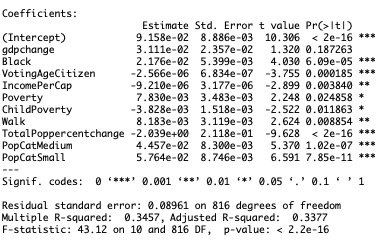 Coefficients:
Estimate Std. Error t value Pr(>|t|)
(Intercept) 9.158e-02 8.886e-03 10.306 < 2e-16 ***
gdpchange 3.111e-02 2.357e-02 1.320 0.187263
Black 2.176e-02 5.399e-03 4.030 6.09e-05 ***
VotingAgeCitizen -2.566e-06 6.834e-07 -3.755 0.000185 ***
IncomePerCap -9.210e-06 3.177e-06 -2.899 0.003840 **
Poverty 7.830e-03 3.483e-03 2.248 0.024858 *
ChildPoverty -3.828e-03 1.518e-03 -2.522 0.011863 *
Walk 8.183e-03 3.119e-03 2.624 0.008854 **
TotalPoppercentchange -2.039e+00 2.118e-01 -9.628 < 2e-16 ***
PopCatMedium 4.457e-02 8.300e-03 5.370 1.02e-07 ***
PopCatSmall 5.764e-02 8.746e-03 6.591 7.85e-11 ***
---
Signif. codes: 0 ‘***’ 0.001 ‘**’ 0.01 ‘*’ 0.05 ‘.’ 0.1 ‘ ’ 1
Residual standard error: 0.08961 on 816 degrees of freedom
Multiple R-squared: 0.3457, Adjusted R-squared: 0.3377
F-statistic: 43.12 on 10 and 816 DF, p-value: < 2.2e-16